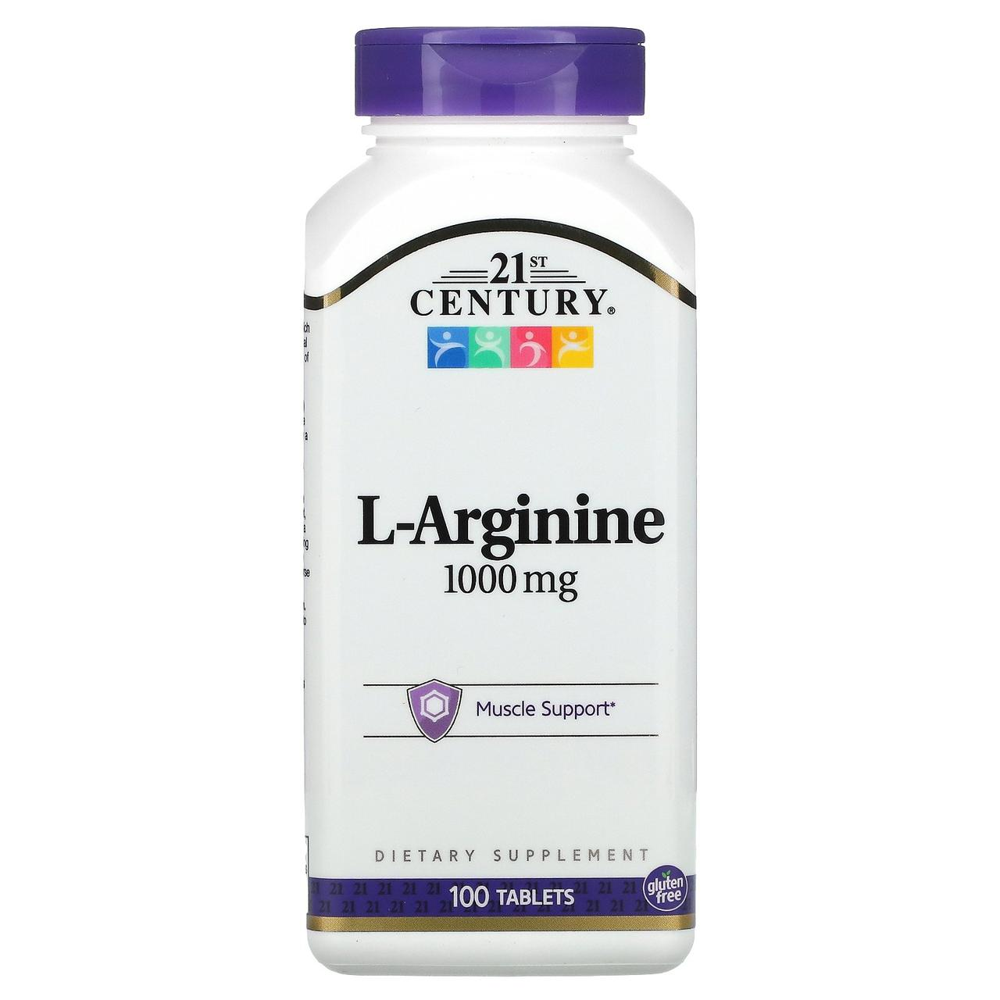 21ST
CENTURY®
L-Arginine
1000 mg
Muscle Support*
DIETARY SUPPLEMENT
100 TABLETS
gluten
free